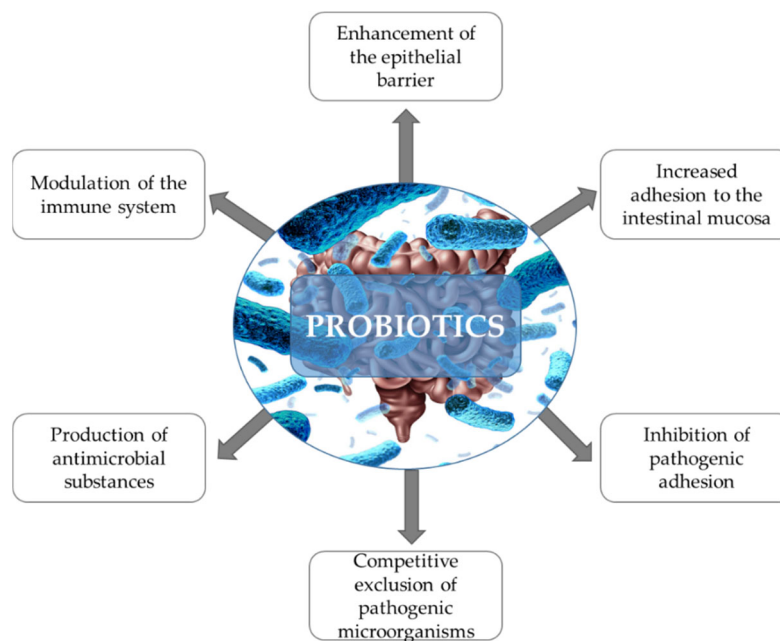 Enhancement of
the epithelial
barrier
Modulation of the
immune system
Increased
adhesion to the
intestinal mucosa
PROBIOTICS
Production of
antimicrobial
substances
Inhibition of
pathogenic
adhesion
Competitive
exclusion of
pathogenic
microorganisms